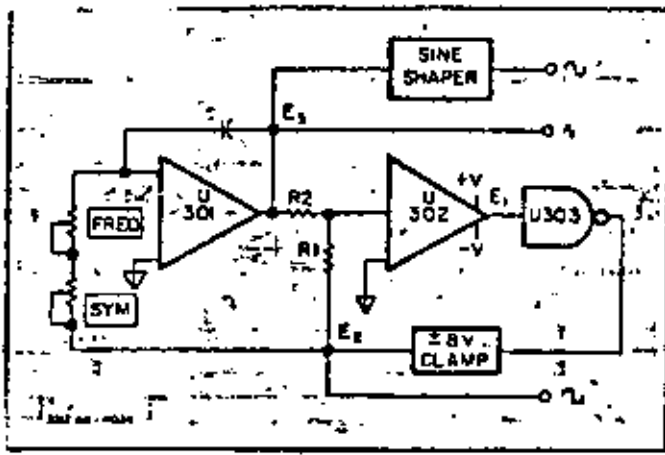 SINE
SHAPER
E3
U
301
R2
FREQ
SYM
R1
U
302
+V
-V
E1
U303
E2
±8V
CLAMP